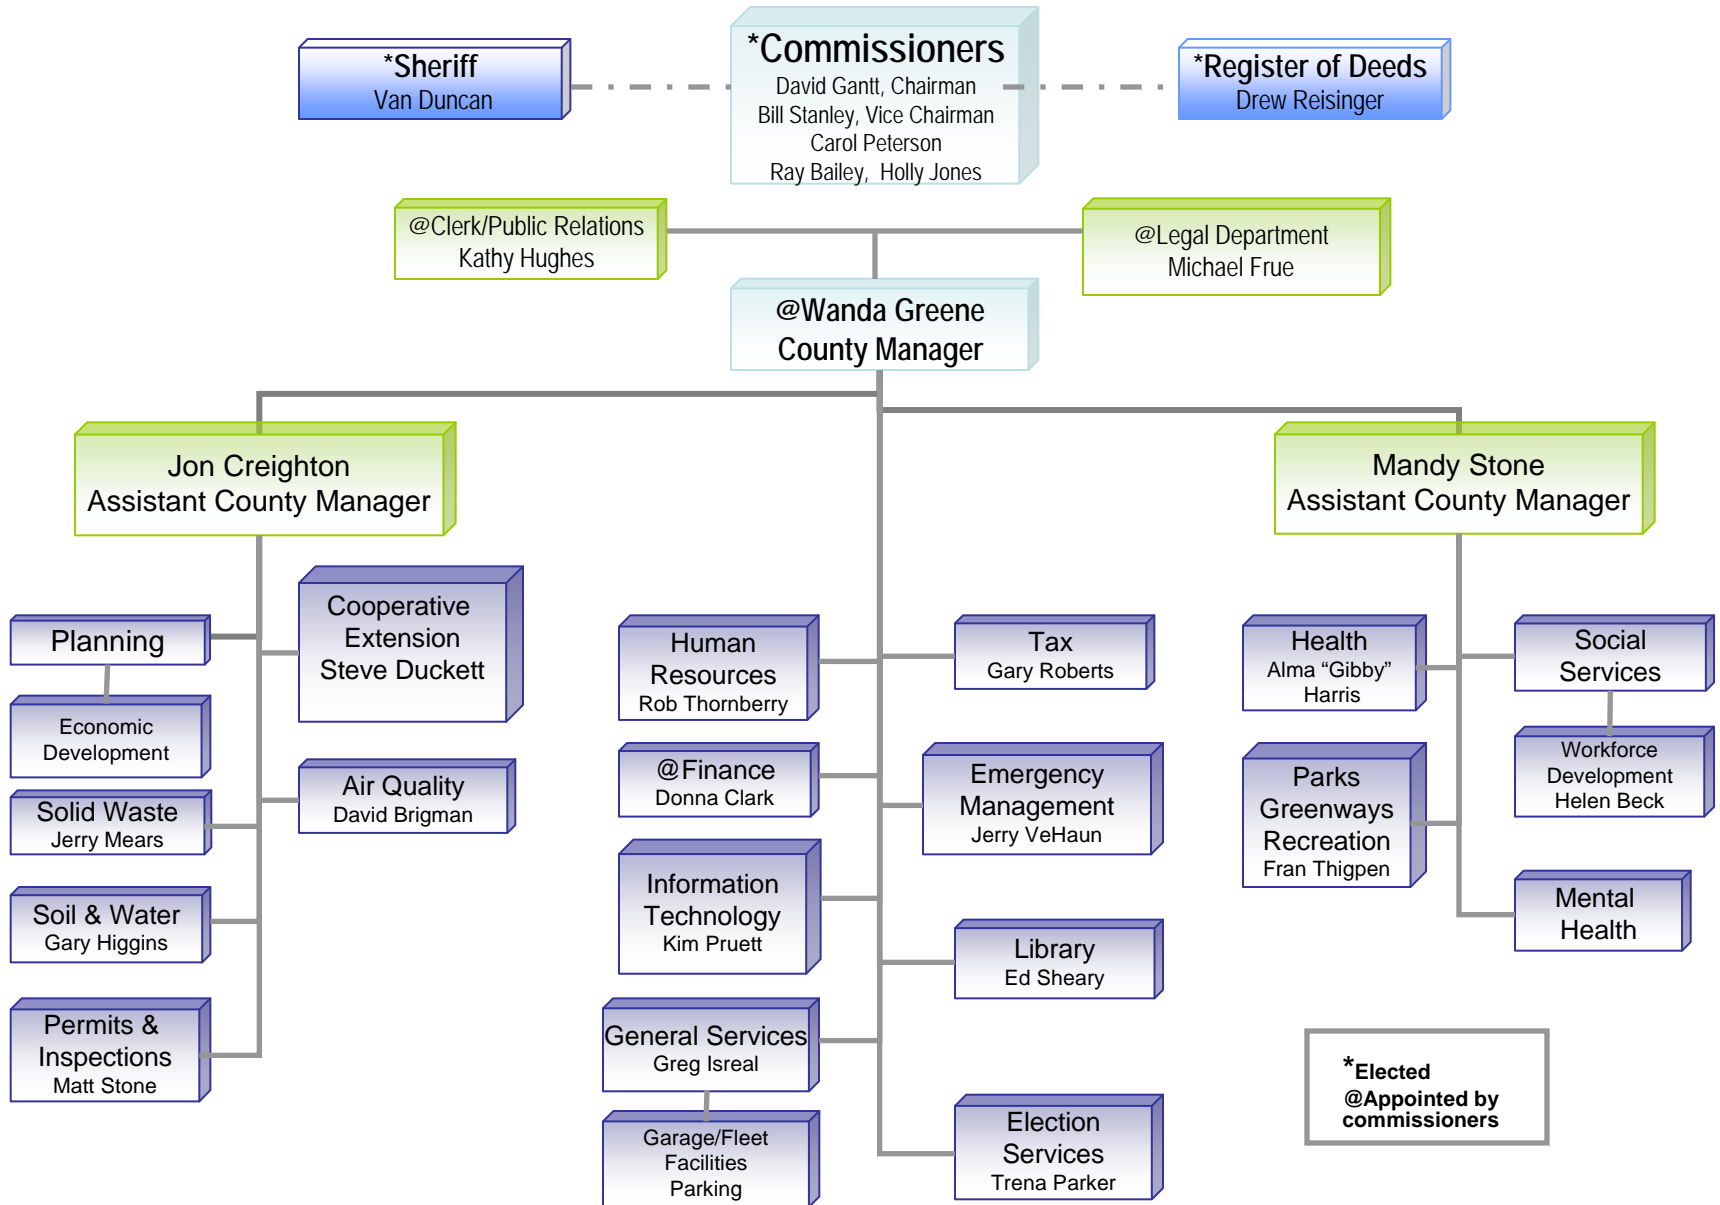 *Sheriff
Van Duncan
*Commissioners
David Gantt, Chairman
Bill Stanley, Vice Chairman
Carol Peterson
Ray Bailey, Holly Jones
*Register of Deeds
Drew Reisinger
@Clerk/Public Relations
Kathy Hughes
@Legal Department
Michael Frue
@Wanda Greene
County Manager
Jon Creighton
Assistant County Manager
Mandy Stone
Assistant County Manager
Planning
Economic
Development
Solid Waste
Jerry Mears
Soil & Water
Gary Higgins
Permits &
Inspections
Matt Stone
Cooperative
Extension
Steve Duckett
Air Quality
David Brigman
Human
Resources
Rob Thornberry
@Finance
Donna Clark
Information
Technology
Kim Pruett
General Services
Greg Isreal
Garage/Fleet
Facilities
Parking
Tax
Gary Roberts
Emergency
Management
Jerry VeHaun
Library
Ed Sheary
Election
Services
Trena Parker
Health
Alma “Gibby”
Harris
Parks
Greenways
Recreation
Fran Thigpen
Social
Services
Workforce
Development
Helen Beck
Mental
Health
*Elected
@Appointed by
commissioners